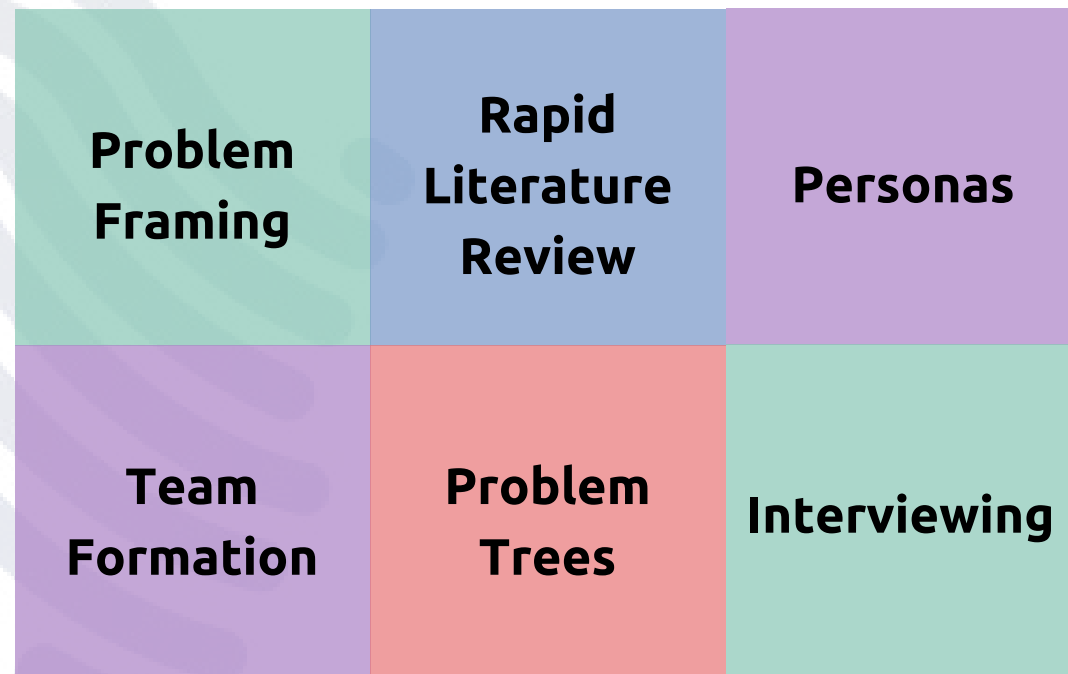 Problem
Framing
Rapid
Literature
Review
Personas
Team
Formation
Problem
Trees
Interviewing